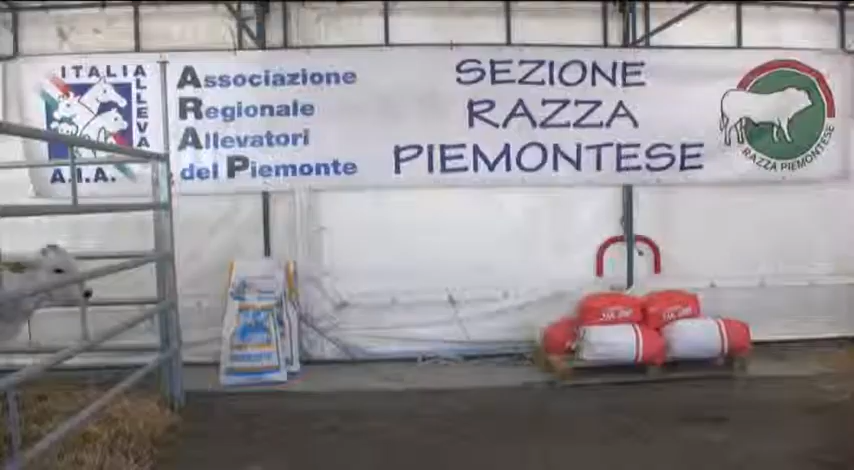 ITALIA
ALLEVA
A.I.A.
Associazione
Regionale
Allevatori
del Piemonte
SEZIONE
RAZZA
PIEMONTESE
RAZZA PIEMONTESE